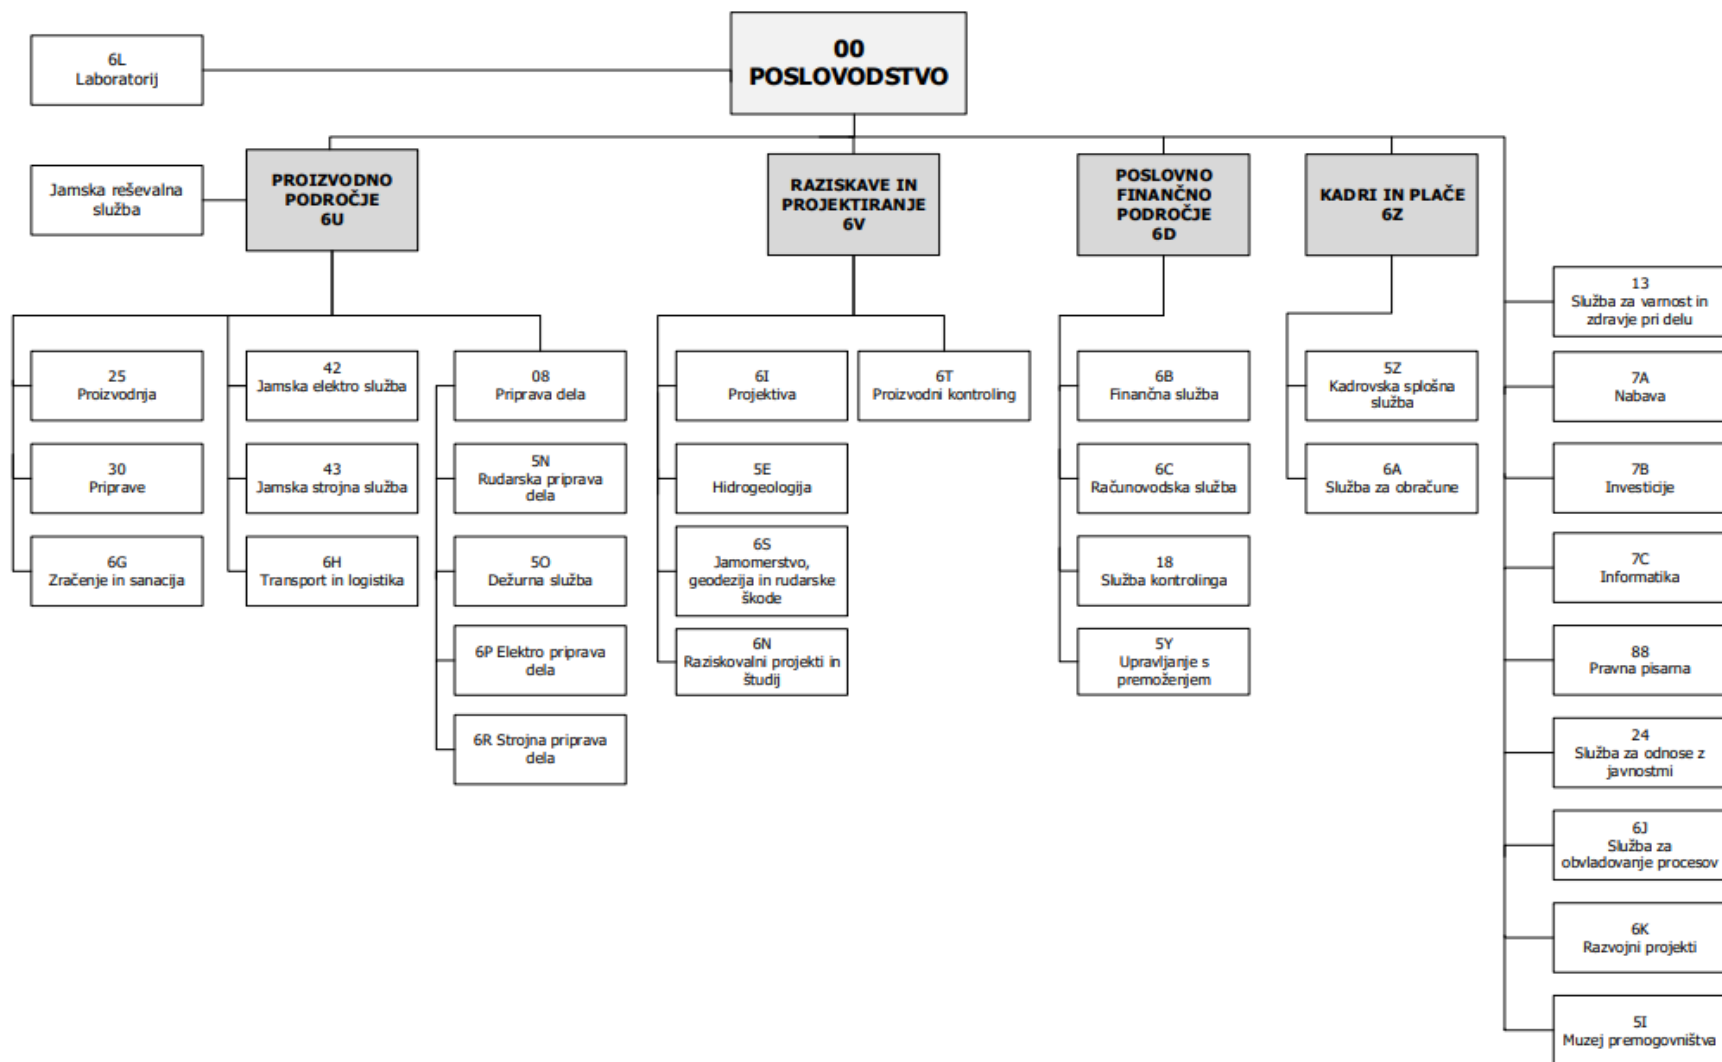 00
POSLOVODSTVO
6L
Laboratorij
Jamska reševalna
služba
PROIZVODNO
PODROČJE
6U
RAZISKAVE IN
PROJEKTIRANJE
6V
POSLOVNO
FINANČNO
PODROČJE
6D
KADRI IN PLAČE
6Z
25
Proizvodnja
30
Priprave
6G
Zračenje in sanacija
42
Jamska elektro služba
43
Jamska strojna služba
6H
Transport in logistika
08
Priprava dela
5N
Rudarska priprava
dela
5O
Dežurna služba
6P Elektro priprava
dela
6R Strojna priprava
dela
6I
Projektiva
5E
Hidrogeologija
6S
Jamomerstvo,
geodezija in rudarske
škode
6N
Raziskovalni projekti in
študij
6T
Proizvodni kontroling
6B
Finančna služba
6C
Računovodska služba
18
Služba kontrolinga
5Y
Upravljanje s
premoženjem
5Z
Kadrovska splošna
služba
6A
Služba za obračune
13
Služba za varnost in
zdravje pri delu
7A
Nabava
7B
Investicije
7C
Informatika
88
Pravna pisarna
24
Služba za odnose z
javnostmi
6J
Služba za
obvladovanje procesov
6K
Razvojni projekti
5I
Muzej premogovništva